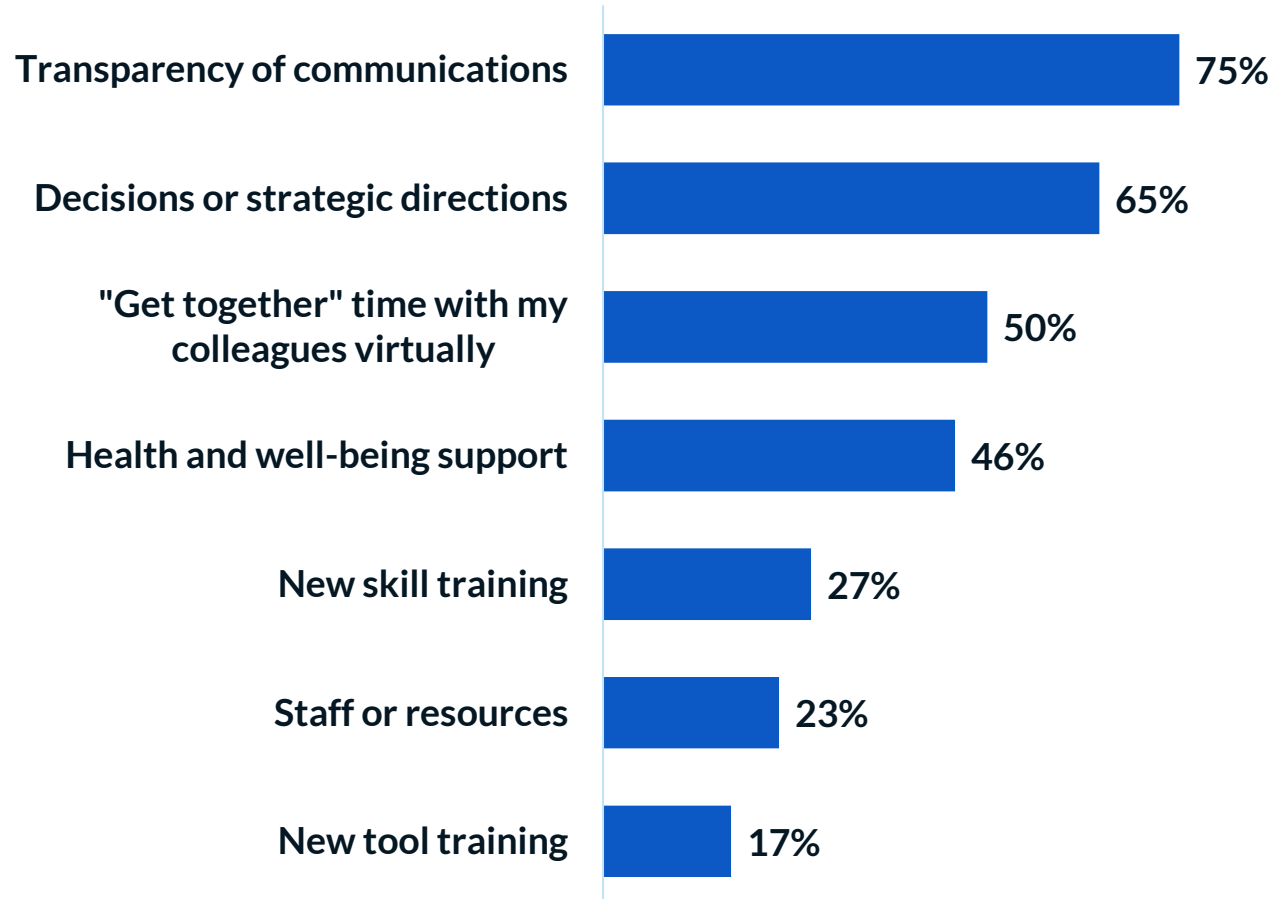 Transparency of communications
75%
Decisions or strategic directions
65%
"Get together" time with my
colleagues virtually
50%
Health and well-being support
46%
New skill training
27%
Staff or resources
23%
New tool training
17%